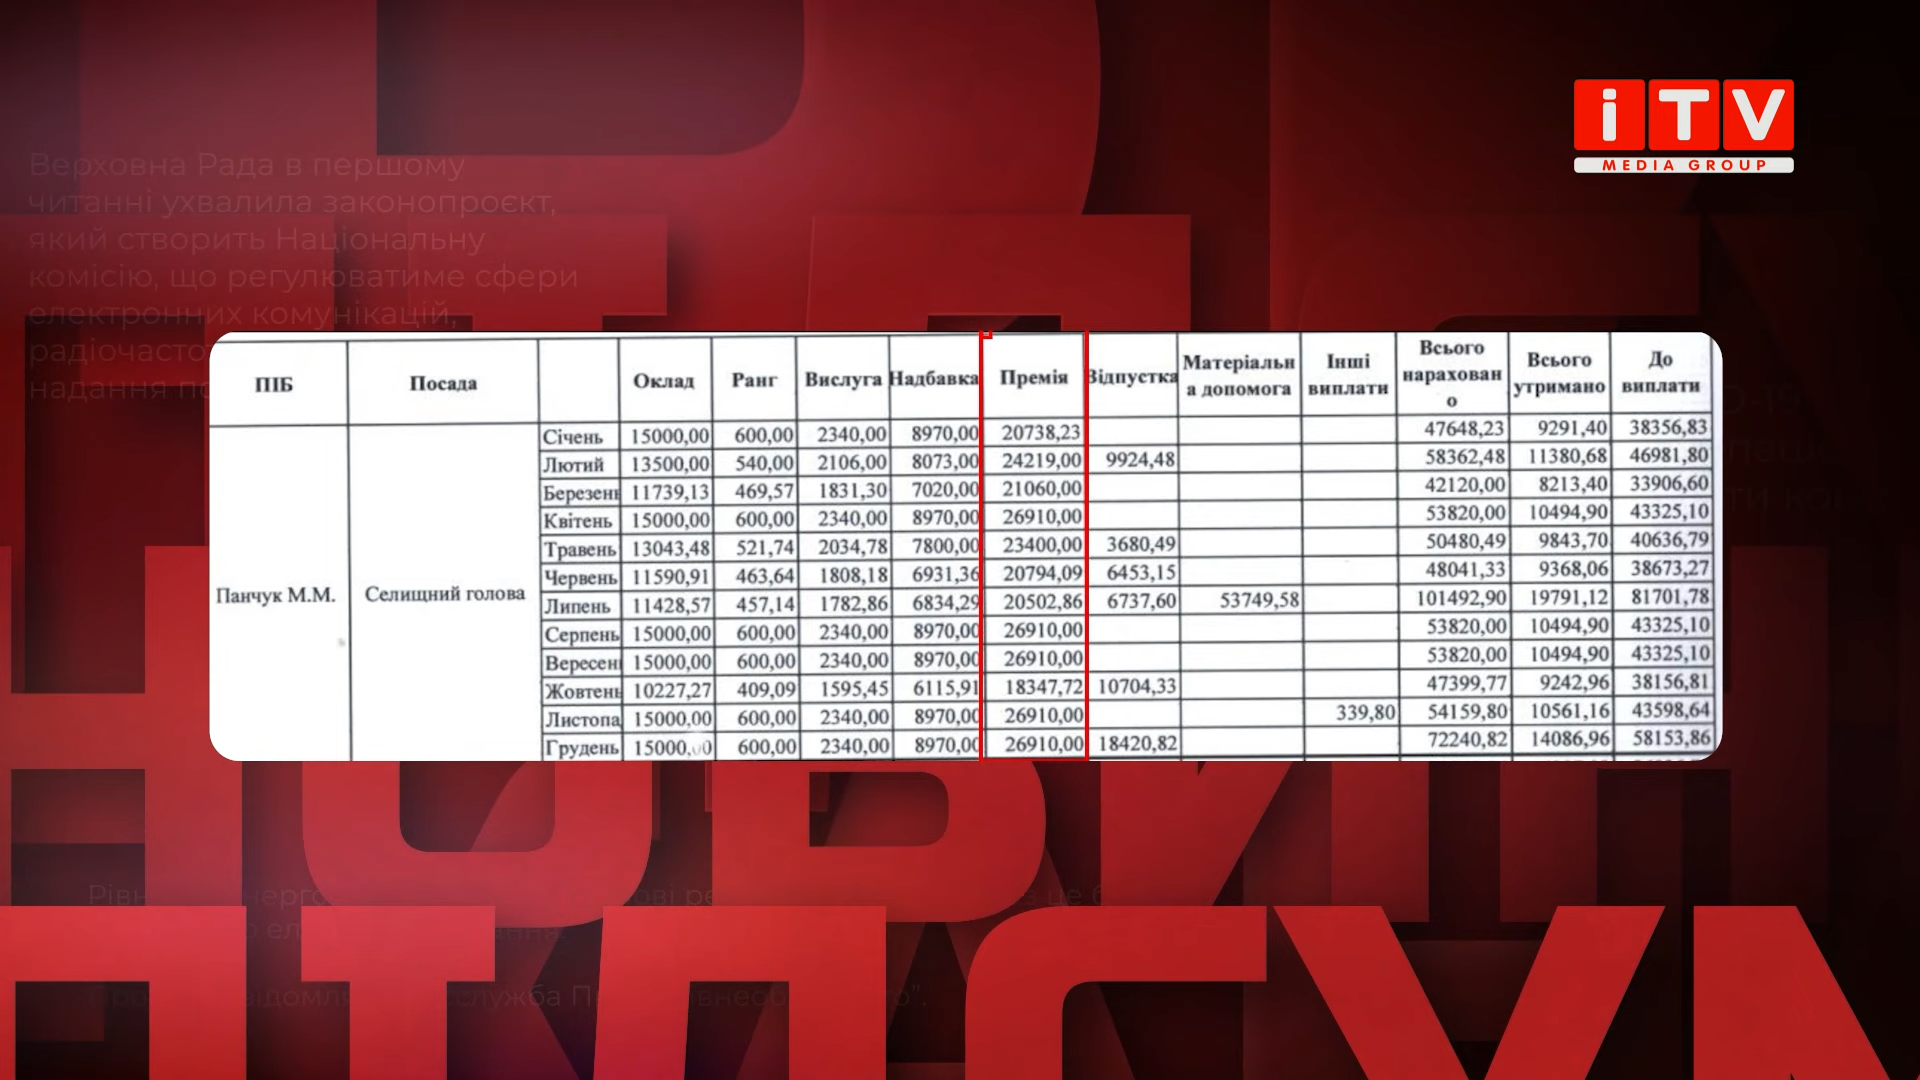 iTV
MEDIA GROUP
Верховна Рада в першому
читанні ухвалила законопроєкт,
який створить Національну
комісію, що регулюватиме сфери
електронних комунікацій,
радіочасто
надання
ПІБ Посада Оклад Ранг Вислуга Надбавка Премія Відпустка Матеріальн а допомога Інші виплати Всього нарахован о Всього утримано До виплати
Панчук М.М. Селищний голова
Січень 15000,00 600,00 2340,00 8970,00 20738,23 47648,23 9291,40 38356,83
Лютий 13500,00 540,00 2106,00 8073,00 24219,00 9924,48 58362,48 11380,68 46981,80
Березень 11739,13 469,57 1831,30 7020,00 21060,00 42120,00 8213,40 33906,60
Квітень 15000,00 600,00 2340,00 8970,00 26910,00 53820,00 10494,90 43325,10
Травень 13043,48 521,74 2034,78 7800,00 23400,00 3680,49 50480,49 9843,70 40636,79
Червень 11590,91 463,64 1808,18 6931,36 20794,09 6453,15 48041,33 9368,06 38673,27
Липень 11428,57 457,14 1782,86 6834,29 20502,86 6737,60 53749,58 101492,90 19791,12 81701,78
Серпень 15000,00 600,00 2340,00 8970,00 26910,00 53820,00 10494,90 43325,10
Вересень 15000,00 600,00 2340,00 8970,00 26910,00 53820,00 10494,90 43325,10
Жовтень 10227,27 409,09 1595,45 6115,91 18347,72 10704,33 47399,77 9242,96 38156,81
Листопа 15000,00 600,00 2340,00 8970,00 26910,00 339,80 54159,80 10561,16 43598,64
Грудень 15000,00 600,00 2340,00 8970,00 26910,00 18420,82 72240,82 14086,96 58153,86